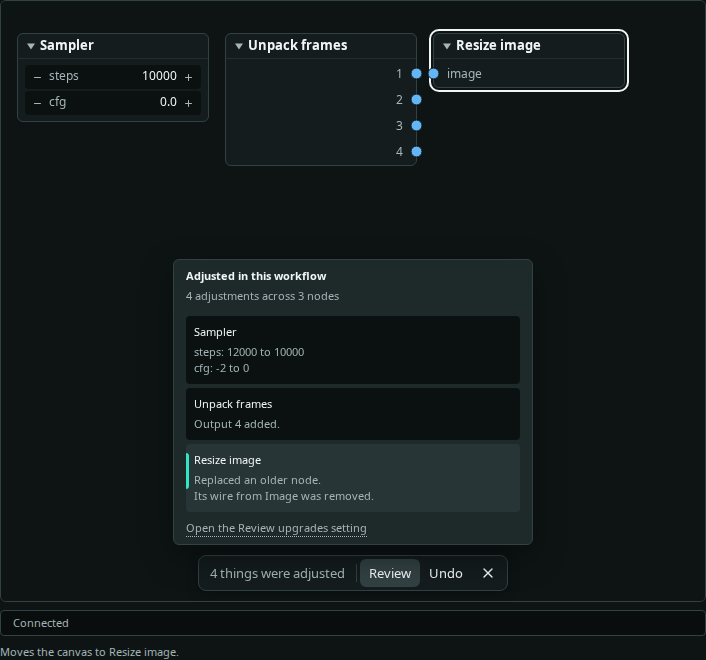 Sampler
steps 10000
cfg 0.0
Unpack frames
1
2
3
4
Resize image
image
Adjusted in this workflow
4 adjustments across 3 nodes
Sampler
steps: 12000 to 10000
cfg: -2 to 0
Unpack frames
Output 4 added.
Resize image
Replaced an older node.
Its wire from Image was removed.
Open the Review upgrades setting
4 things were adjusted Review Undo
Connected
Moves the canvas to Resize image.